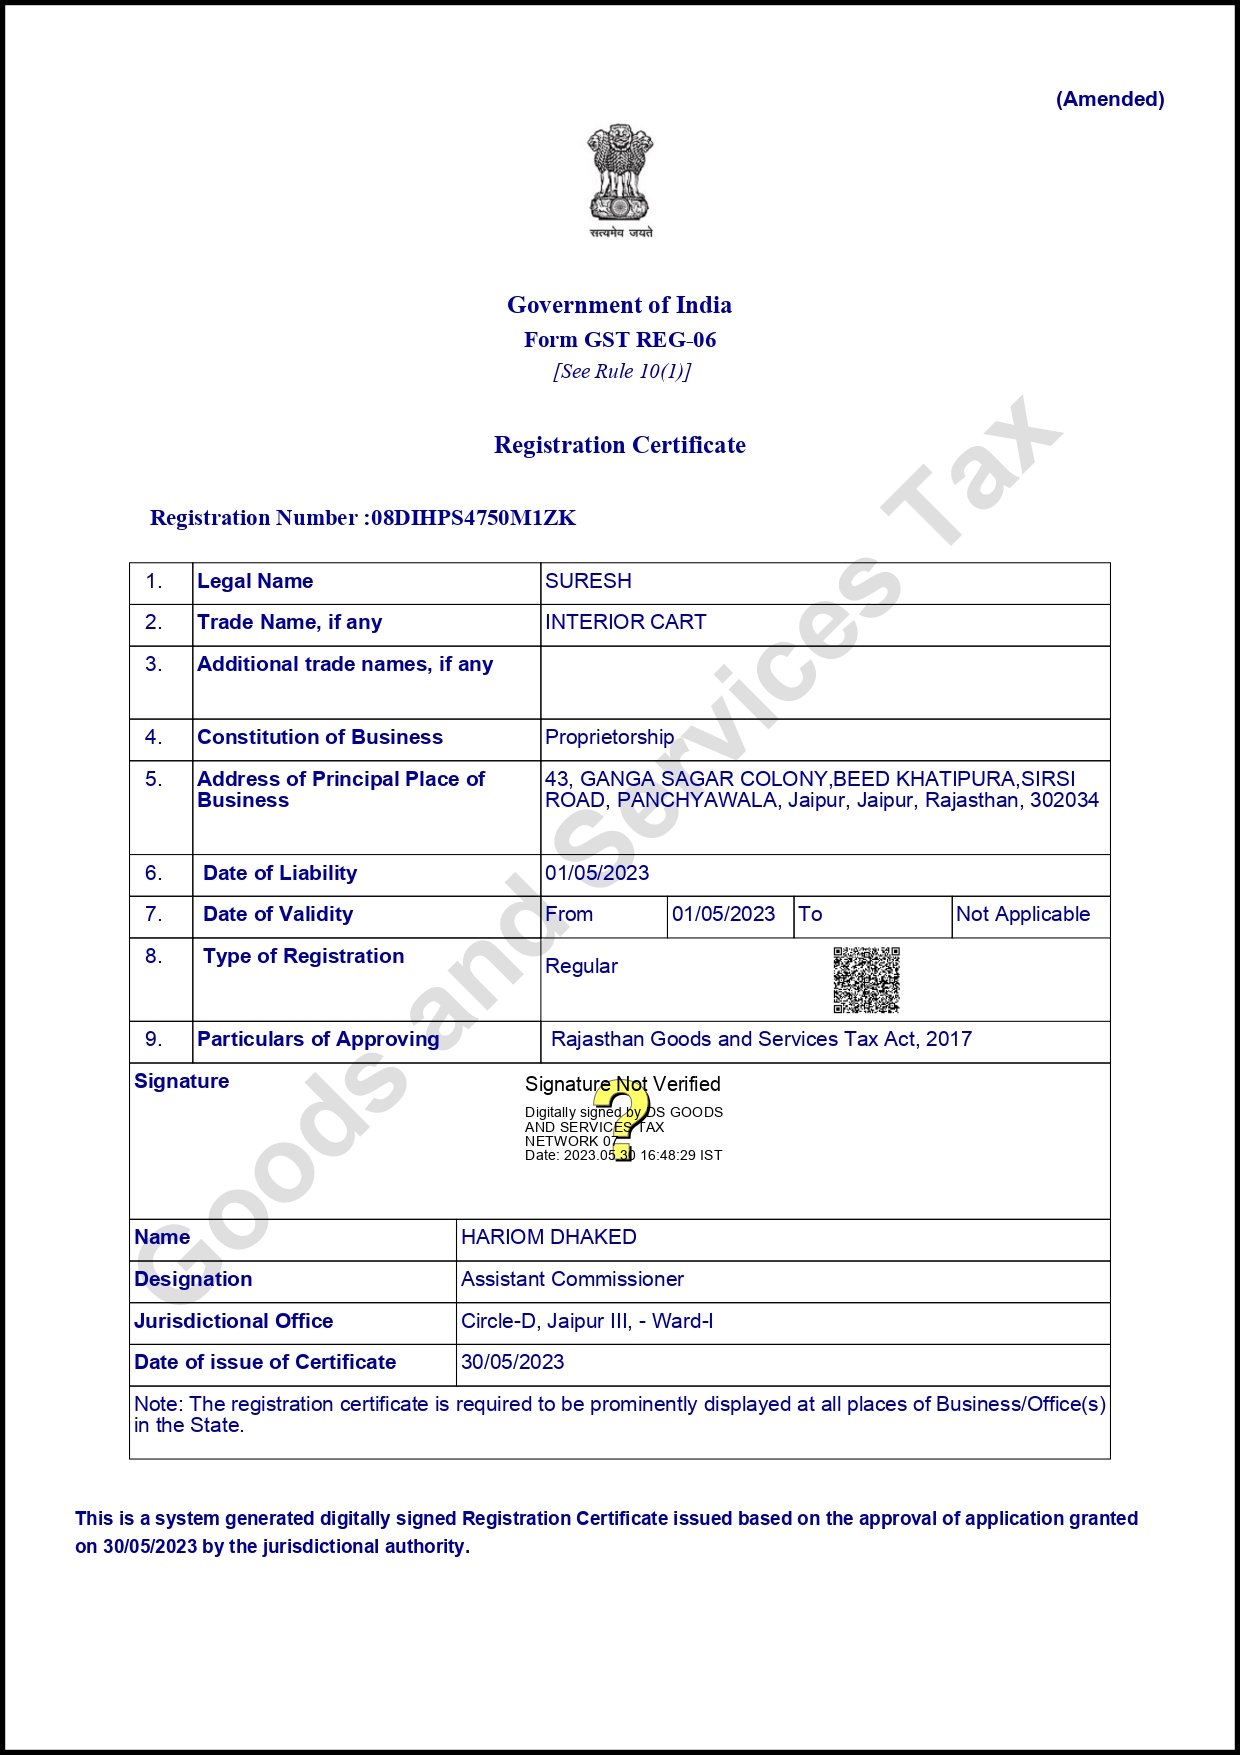 (Amended)
सत्यमेव जयते
Government of India
Form GST REG-06
[See Rule 10(1)]
Registration Certificate
Registration Number :08DIHPS4750M1ZK
1. Legal Name SURESH
2. Trade Name, if any INTERIOR CART
3. Additional trade names, if any
4. Constitution of Business Proprietorship
5. Address of Principal Place of Business 43, GANGA SAGAR COLONY,BEED KHATIPURA,SIRSI
ROAD, PANCHYAWALA, Jaipur, Jaipur, Rajasthan, 302034
6. Date of Liability 01/05/2023
7. Date of Validity From 01/05/2023 To Not Applicable
8. Type of Registration Regular
9. Particulars of Approving Rajasthan Goods and Services Tax Act, 2017
Signature
Signature Not Verified
Digitally signed by DS GOODS
AND SERVICES TAX
NETWORK 07
Date: 2023.05.30 16:48:29 IST
Name HARIOM DHAKED
Designation Assistant Commissioner
Jurisdictional Office Circle-D, Jaipur III, - Ward-I
Date of issue of Certificate 30/05/2023
Note: The registration certificate is required to be prominently displayed at all places of Business/Office(s)
in the State.
This is a system generated digitally signed Registration Certificate issued based on the approval of application granted
on 30/05/2023 by the jurisdictional authority.
Goods and Services Tax